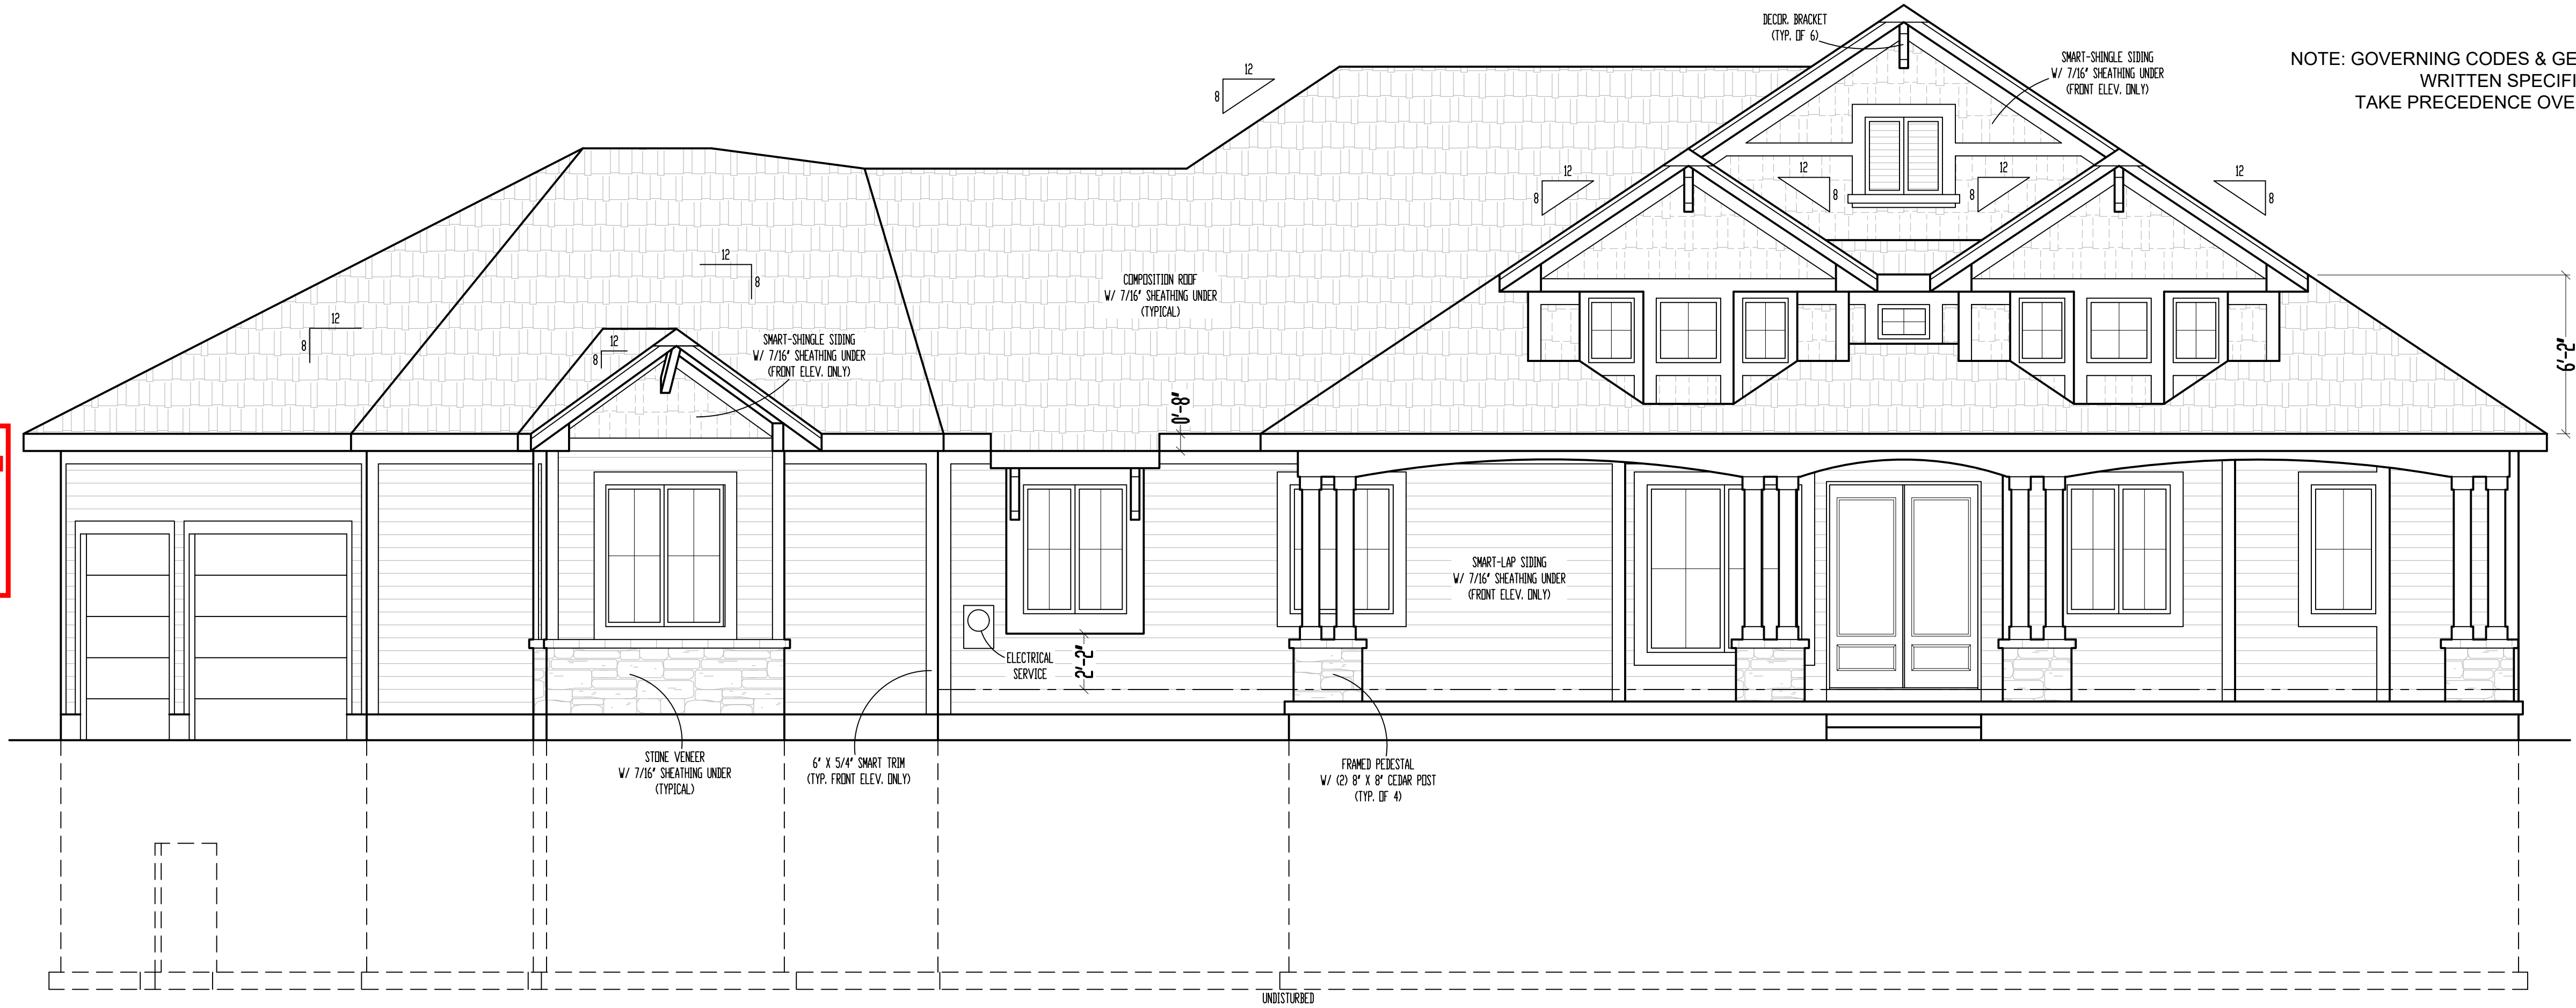 DECOR. BRACKET
(TYP. OF 6)
SMART-SHINGLE SIDING
W/ 7/16" SHEATHING UNDER
(FRONT ELEV. ONLY)
NOTE: GOVERNING CODES & GE
WRITTEN SPECIFI
TAKE PRECEDENCE OVE
12
8
12
8
12
8
12
8
12
8
12
8
12
8
12
8
COMPOSITION ROOF
W/ 7/16" SHEATHING UNDER
(TYPICAL)
SMART-SHINGLE SIDING
W/ 7/16" SHEATHING UNDER
(FRONT ELEV. ONLY)
6'-2"
0'-8"
SMART-LAP SIDING
W/ 7/16" SHEATHING UNDER
(FRONT ELEV. ONLY)
ELECTRICAL
SERVICE
2'-2"
STONE VENEER
W/ 7/16" SHEATHING UNDER
(TYPICAL)
6" X 5/4" SMART TRIM
(TYP. FRONT ELEV. ONLY)
FRAMED PEDESTAL
W/ (2) 8" X 8" CEDAR POST
(TYP. OF 4)
UNDISTURBED